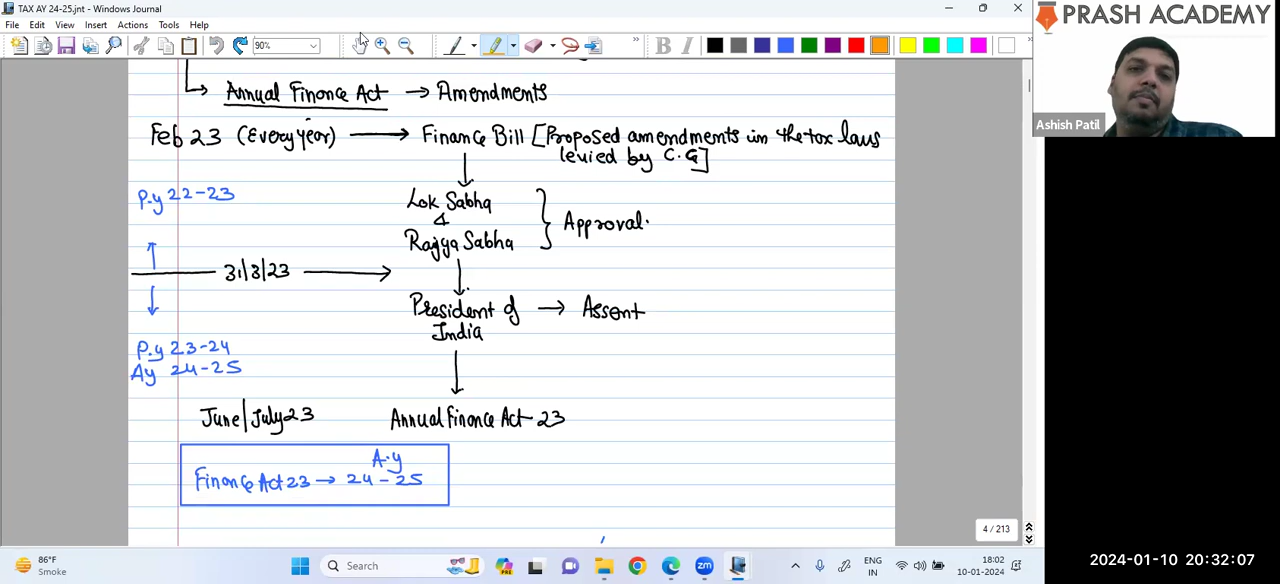 TAX AY 24-25.jnt - Windows Journal
PRASH ACADEMY
File Edit View Insert Actions Tools Help
90%
Annual Finance Act → Amendments
Feb 23 (Every year) → Finance Bill [Proposed amendments in the tax laws
levied by C.G]
P.y 22-23
Lok Sabha
&
Rajya Sabha
Approval.
31/3/23
President of → Assent
India
P.y 23-24
Ay 24-25
June/July 23 Annual Finance Act 23
A.y
Finance Act 23 → 24-25
Ashish Patil
4 / 213
86°F
Smoke
Search
PRE
zm
ENG
IN
18:02
10-01-2024
2024-01-10 20:32:07